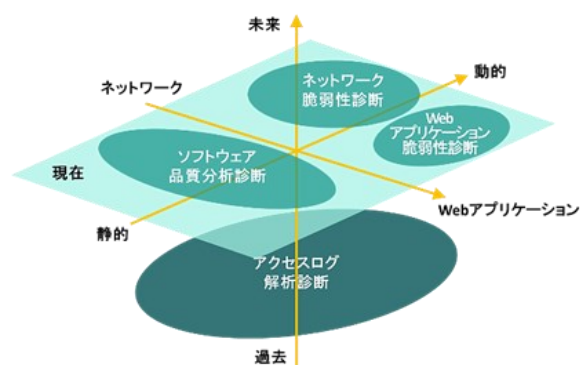 未来
動的
ネットワーク
ネットワーク
脆弱性診断
Web
アプリケーション
脆弱性診断
ソフトウェア
品質分析診断
現在
Webアプリケーション
静的
アクセスログ
解析診断
過去